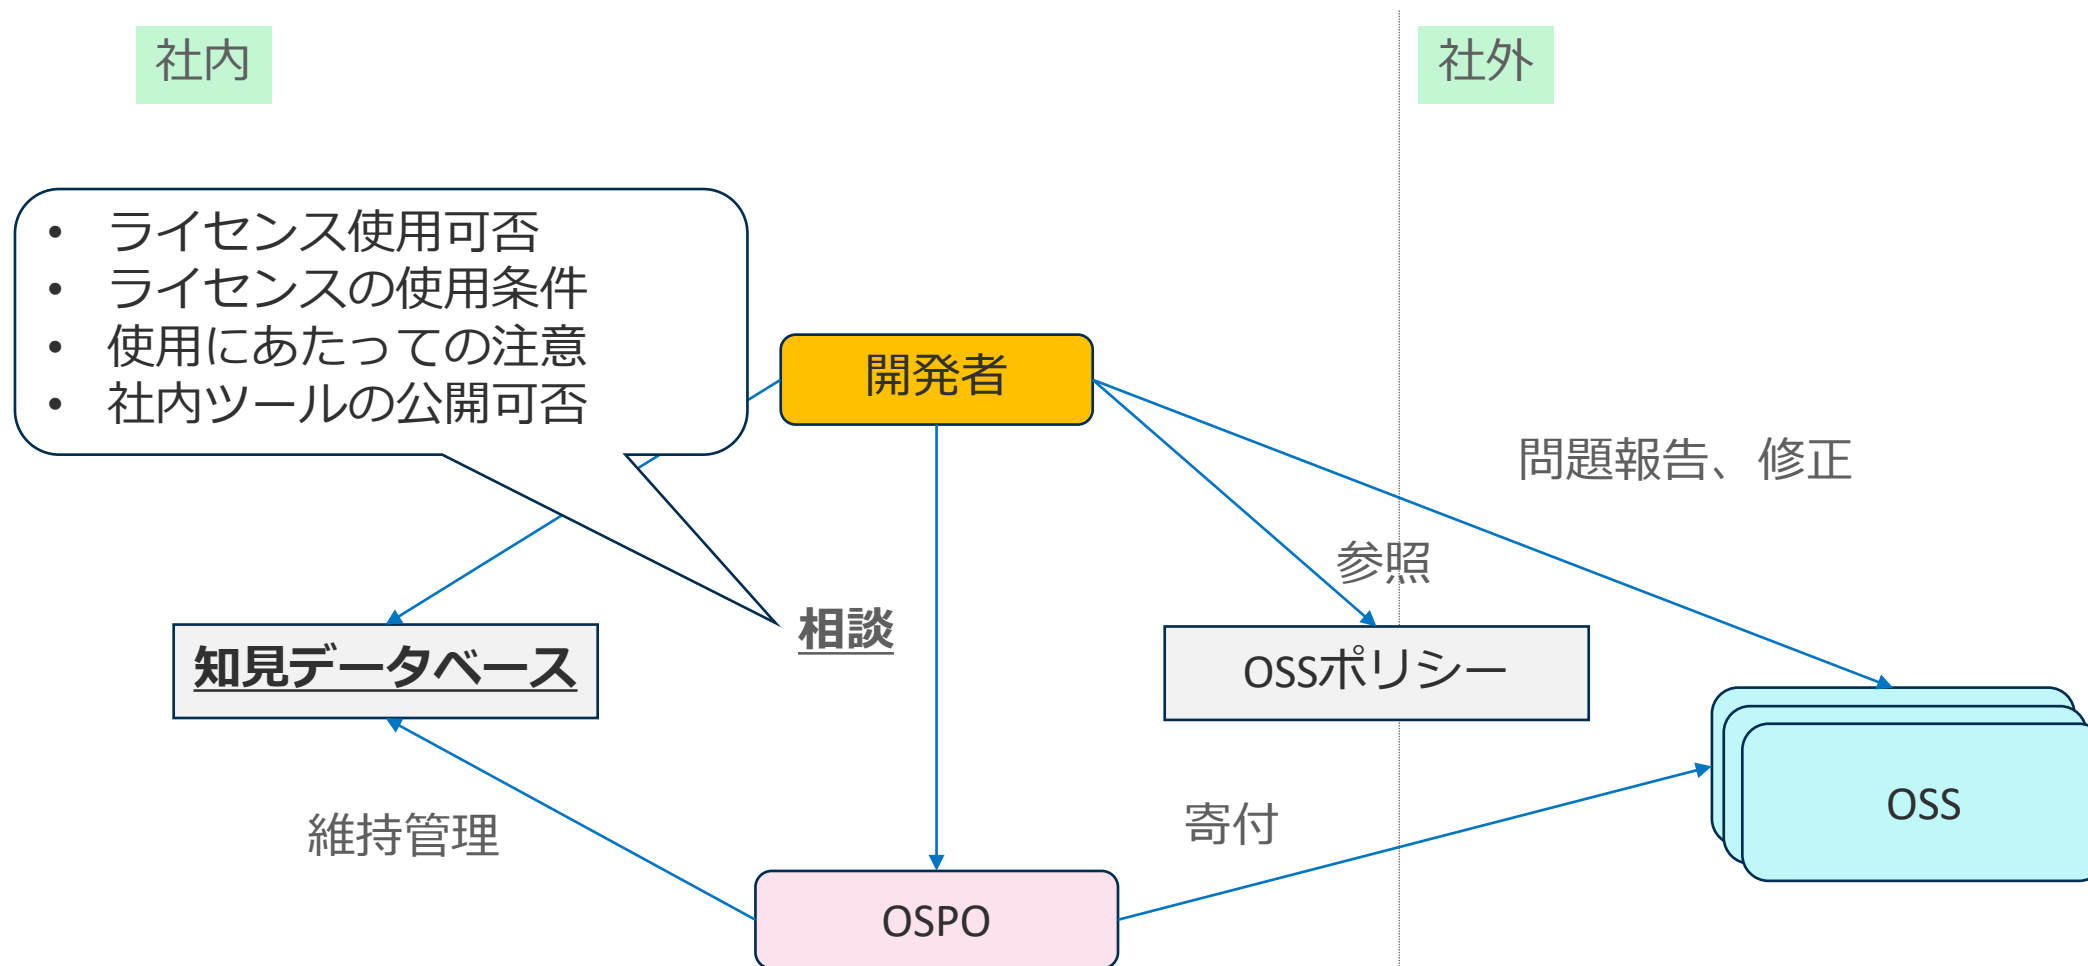 社内
社外
• ライセンス使用可否
• ライセンスの使用条件
• 使用にあたっての注意
• 社内ツールの公開可否
開発者
問題報告、修正
参照
相談
知見データベース
OSSポリシー
OSS
維持管理
寄付
OSPO